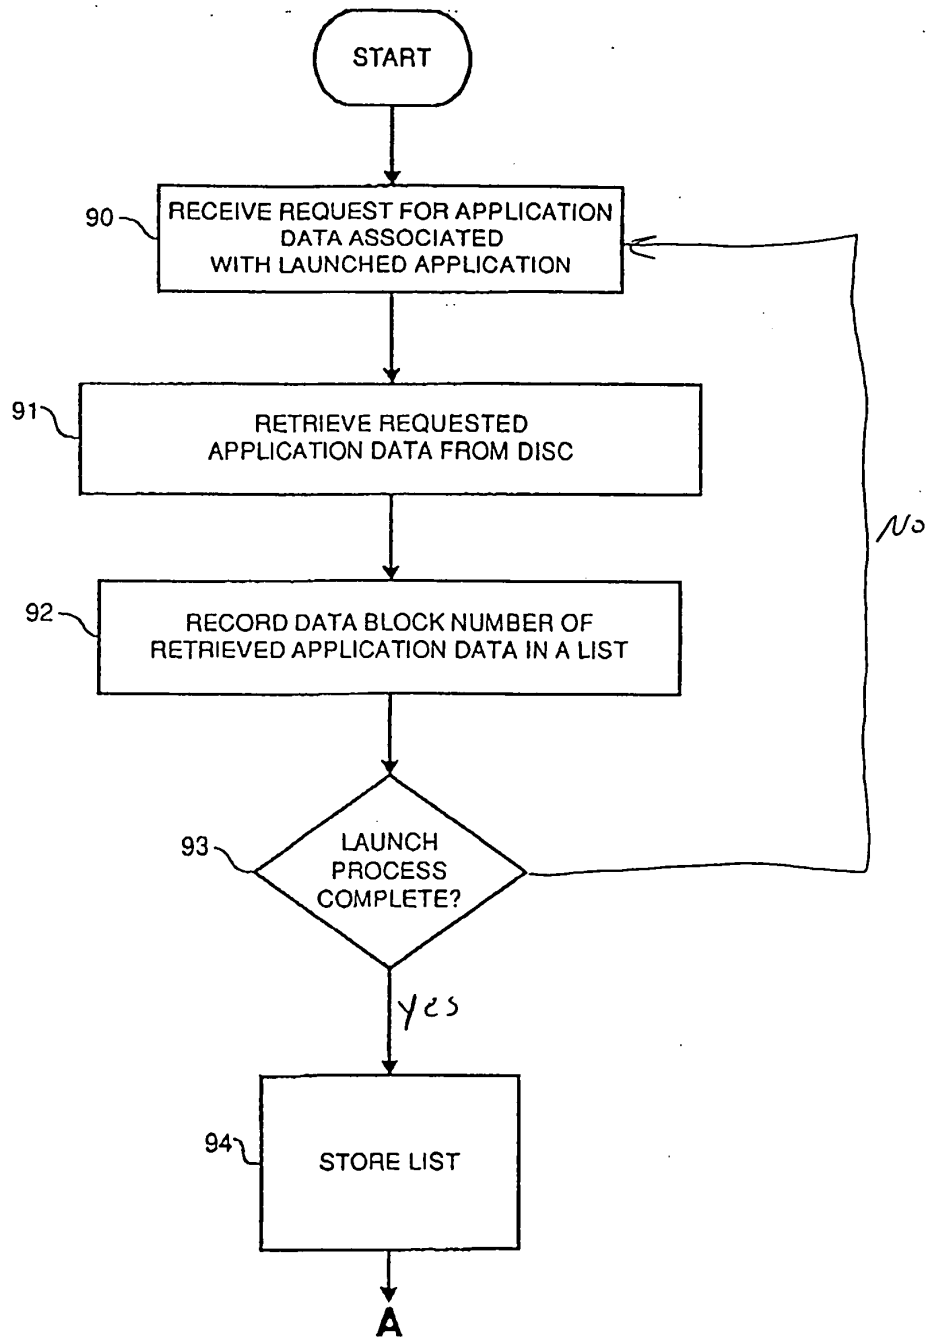 START
90
RECEIVE REQUEST FOR APPLICATION
DATA ASSOCIATED
WITH LAUNCHED APPLICATION
91
RETRIEVE REQUESTED
APPLICATION DATA FROM DISC
No
92
RECORD DATA BLOCK NUMBER OF
RETRIEVED APPLICATION DATA IN A LIST
93
LAUNCH
PROCESS
COMPLETE?
yes
94
STORE LIST
A